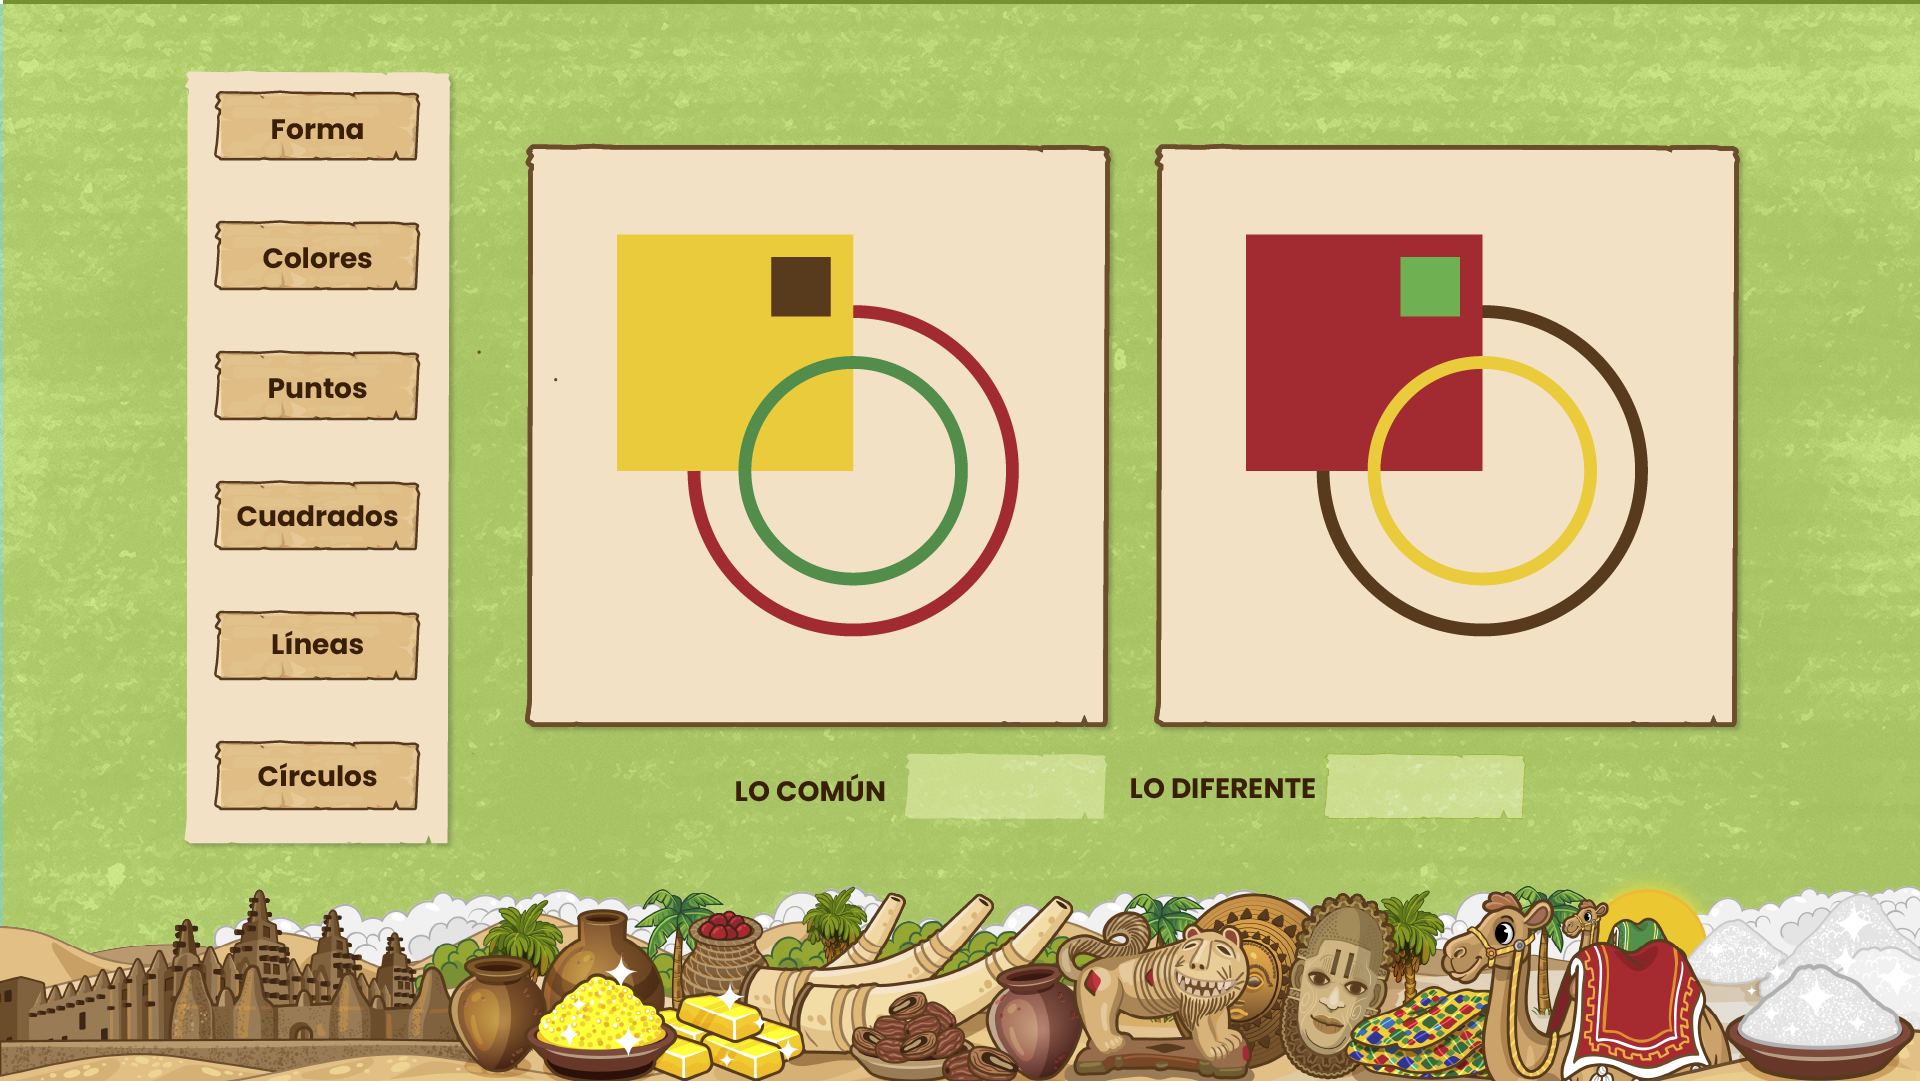 Forma
Colores
Puntos
Cuadrados
Líneas
Círculos
LO COMÚN
LO DIFERENTE